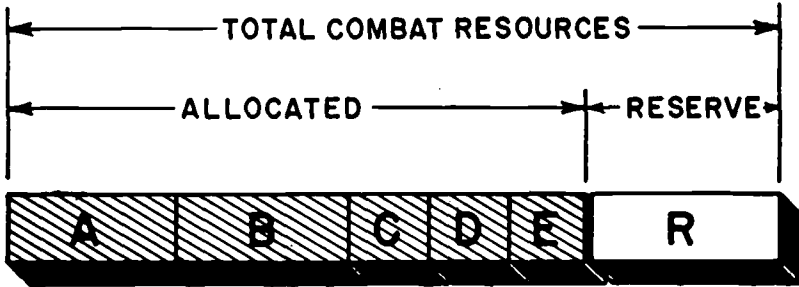 TOTAL COMBAT RESOURCES
ALLOCATED RESERVE
A B C D E R